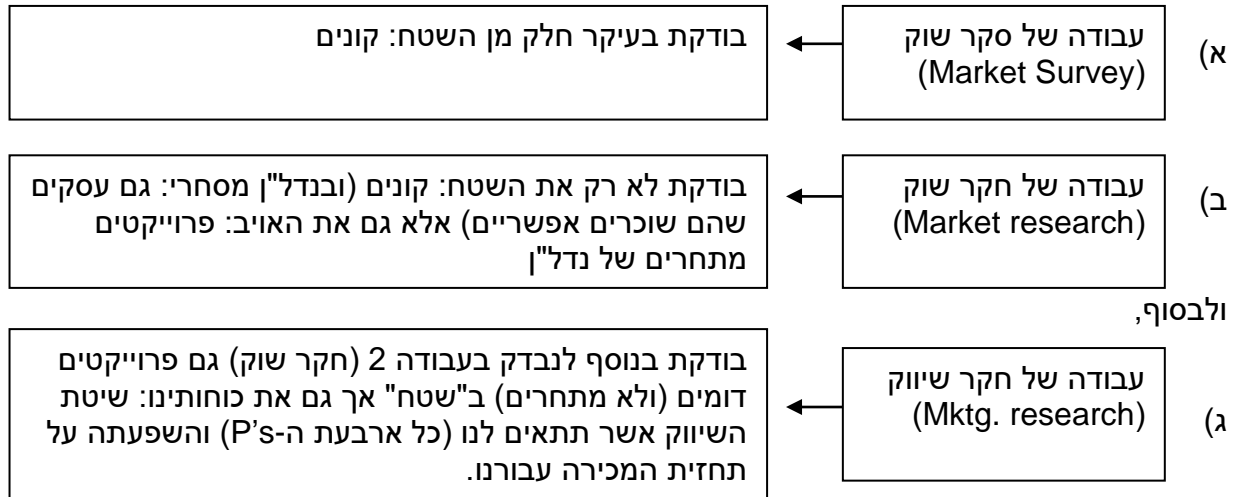 א)
עבודה של סקר שוק
(Market Survey)
בודקת בעיקר חלק מן השטח: קונים
ב)
עבודה של חקר שוק
(Market research)
בודקת לא רק את השטח: קונים (ובנדל"ן מסחרי: גם עסקים
שהם שוכרים אפשריים) אלא גם את האויב: פרוייקטים
מתחרים של נדל"ן
ולבסוף,
ג)
עבודה של חקר שיווק
(Mktg. research)
בודקת בנוסף לנבדק בעבודה 2 (חקר שוק) גם פרוייקטים
דומים (ולא מתחרים) ב"שטח" אך גם את כוחותינו: שיטת
השיווק אשר תתאים לנו (כל ארבעת ה-P's) והשפעתה על
תחזית המכירה עבורנו.